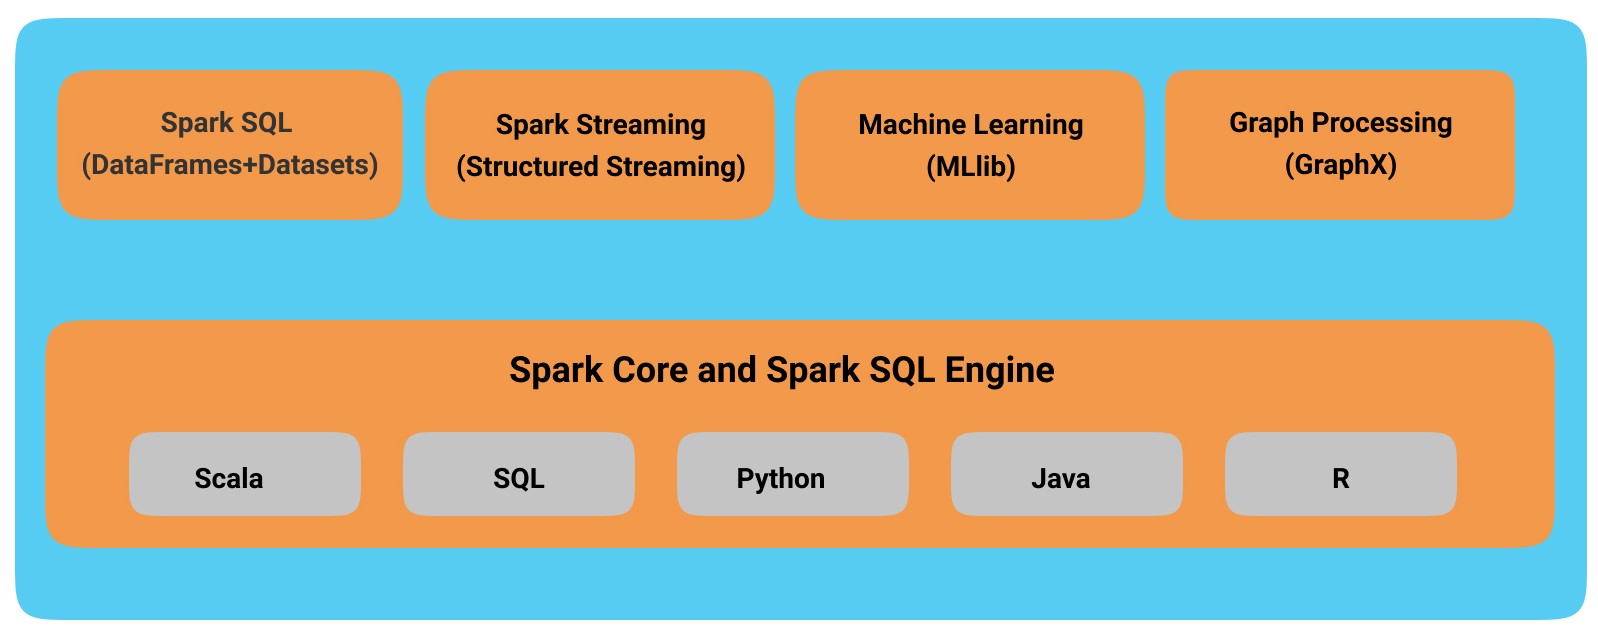 Spark SQL
(DataFrames+Datasets)
Spark Streaming
(Structured Streaming)
Machine Learning
(MLlib)
Graph Processing
(GraphX)
Spark Core and Spark SQL Engine
Scala
SQL
Python
Java
R